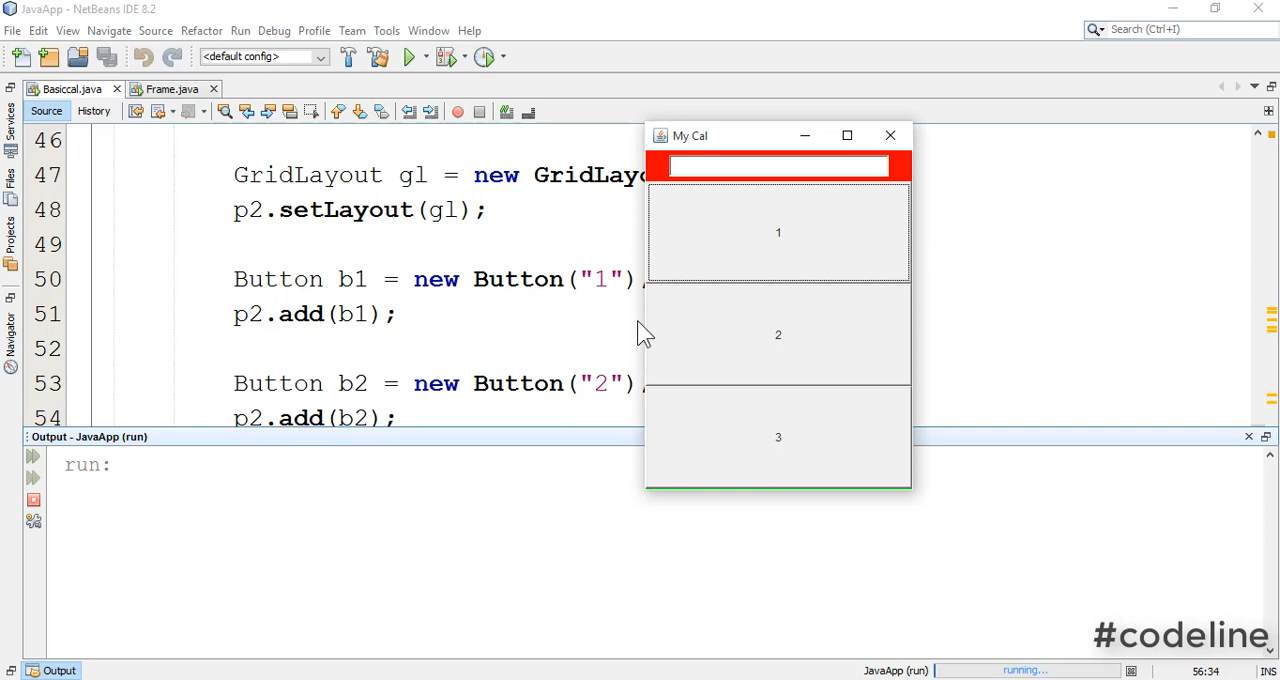 JavaApp - NetBeans IDE 8.2
File Edit View Navigate Source Refactor Run Debug Profile Team Tools Window Help
Search (Ctrl+I)
<default config>
Basiccal.java
Frame.java
Source History
Services
Files
Projects
Navigator
46
47 GridLayout gl = new GridLayo
48 p2.setLayout(gl);
49
50 Button b1 = new Button("1")
51 p2.add(b1);
52
53 Button b2 = new Button("2")
54 p2.add(b2);
My Cal
1
2
3
Output - JavaApp (run)
run:
#codeline
Output
JavaApp (run)
running...
56:34
INS